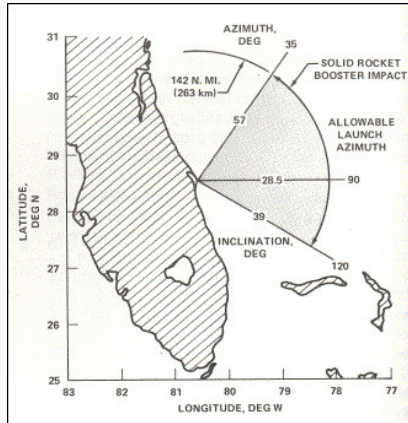 AZIMUTH,
DEG
35
SOLID ROCKET
BOOSTER IMPACT
142 N. MI.
(263 km)
57
ALLOWABLE
LAUNCH
AZIMUTH
28.5
90
39
INCLINATION,
DEG
120
LATITUDE,
DEG N
31
30
29
28
27
26
25
83
82
81
80
79
78
77
LONGITUDE, DEG W